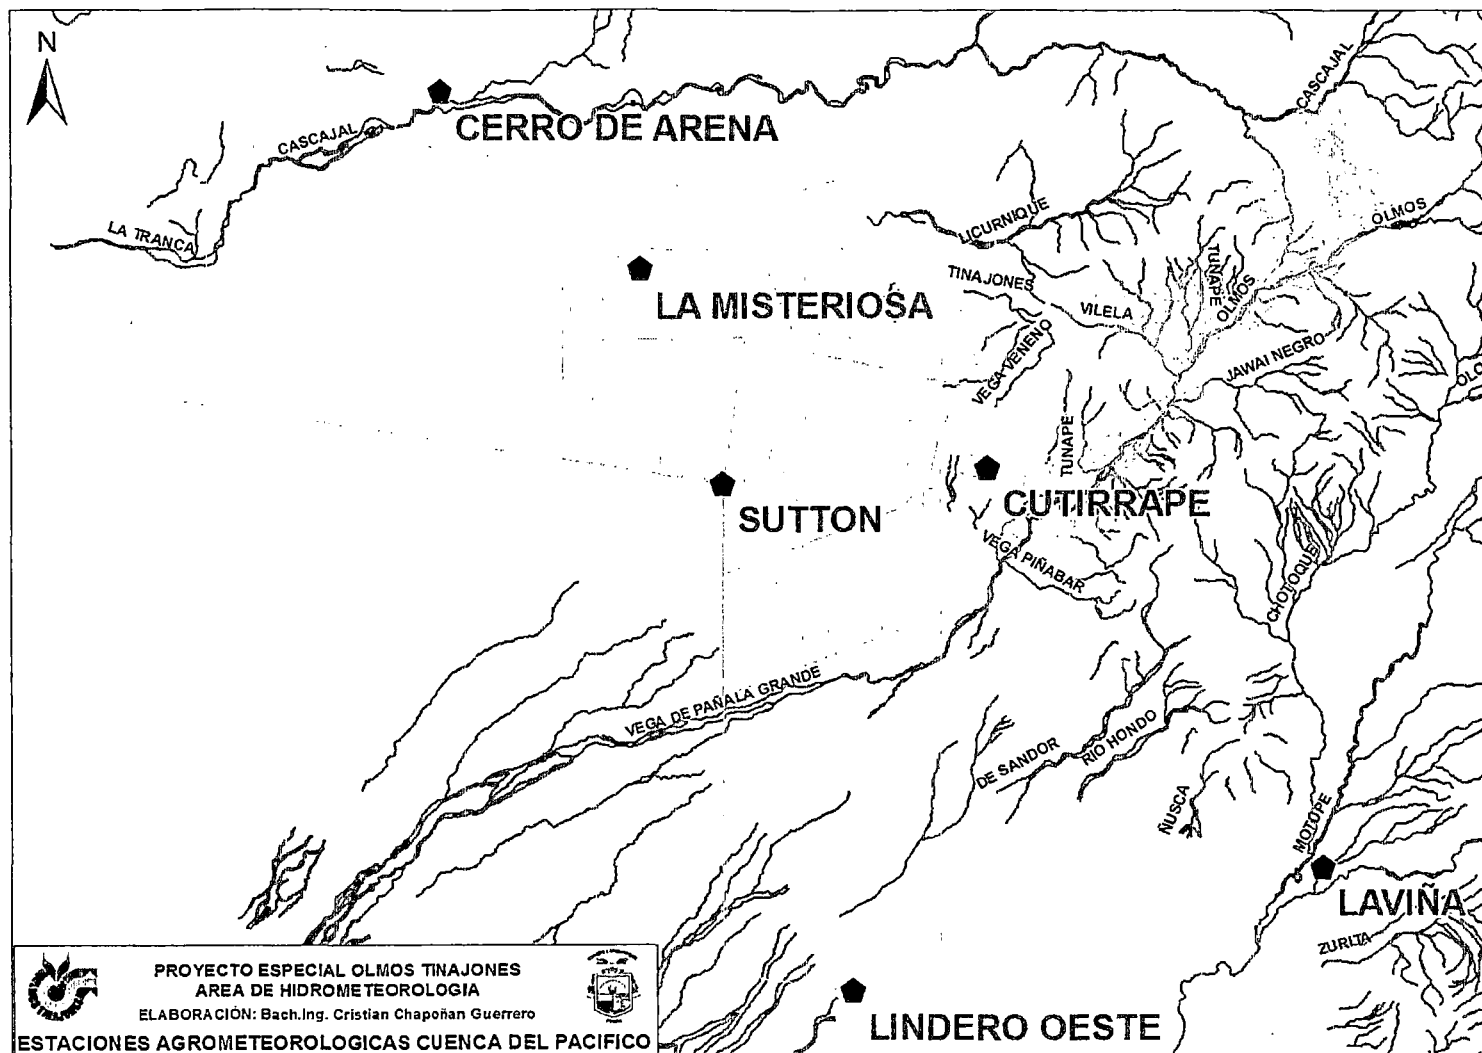 N
CASCAJAL
CERRO DE ARENA
CASCAJAL
LA TRANCA
LICURNIQUE
OLMOS
TINAJONES
TUNAPE
OLMOS
LA MISTERIOSA
VILELA
VEGA VENENO
JAWAI NEGRO
OLO
TUNAPE
CUTIRRAPE
SUTTON
VEGA PIÑABAR
CHOTOQUE
VEGA DE PAÑALA GRANDE
DE SANDOR
RIO HONDO
ÑUSCA
MOTOPE
LAVIÑA
ZURITA
LINDERO OESTE
PROYECTO ESPECIAL OLMOS TINAJONES
AREA DE HIDROMETEOROLOGIA
ELABORACIÓN: Bach.Ing. Cristian Chapoñan Guerrero
ESTACIONES AGROMETEOROLOGICAS CUENCA DEL PACIFICO